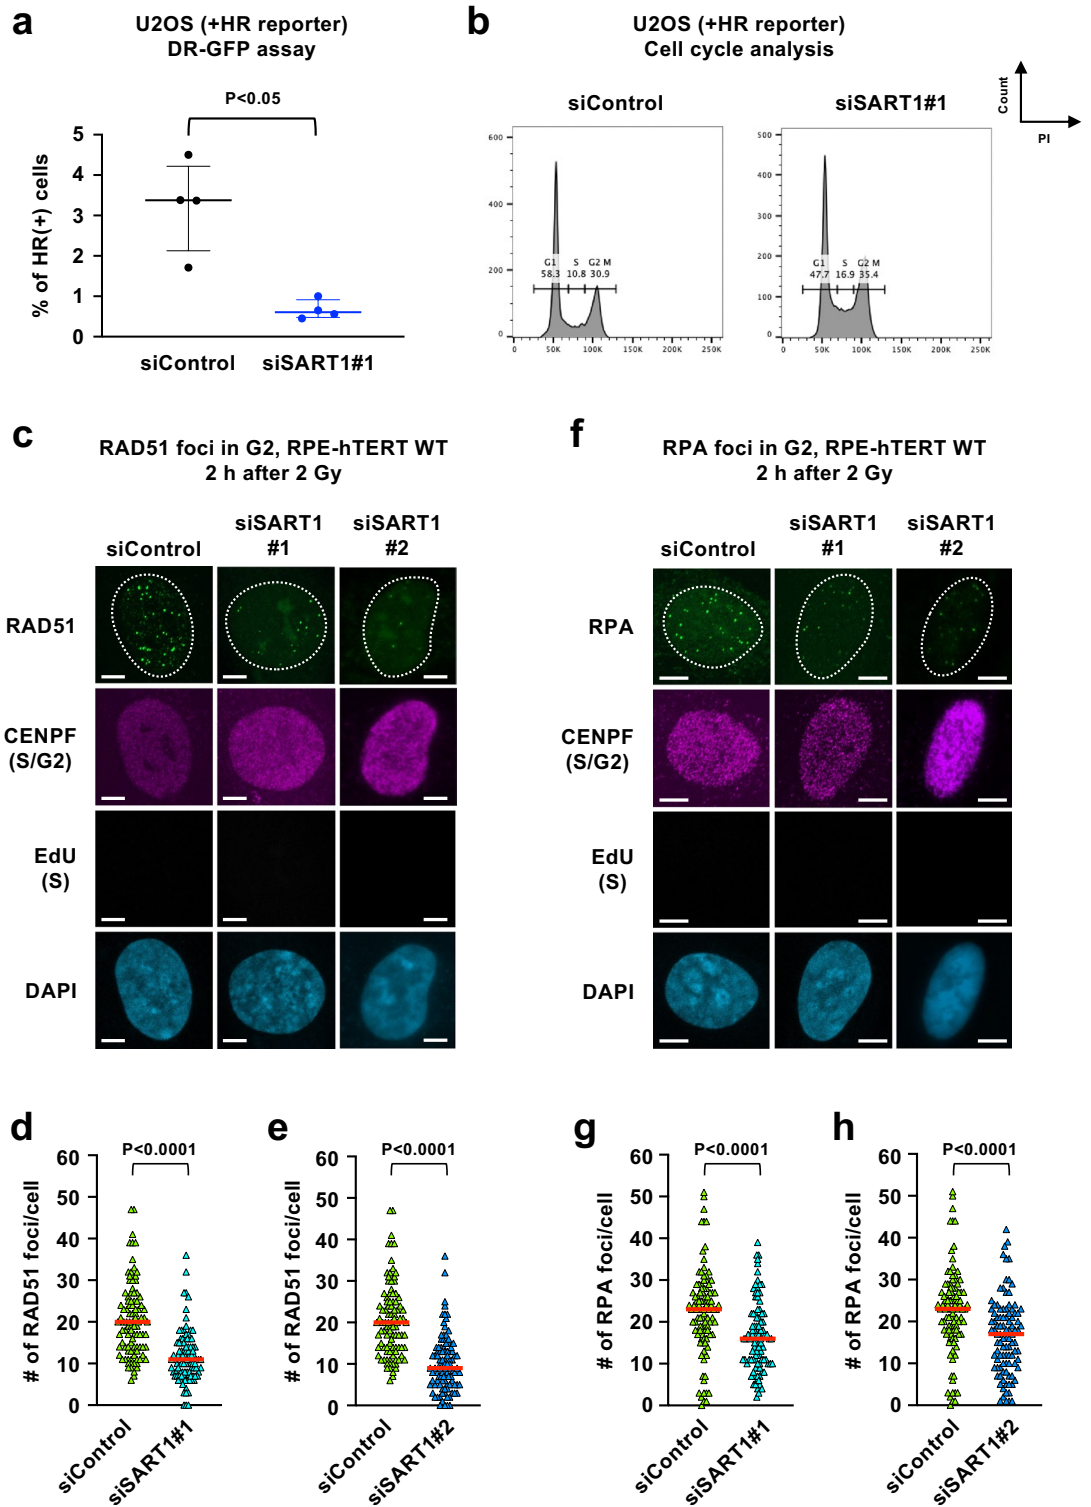 a
U2OS (+HR reporter)
DR-GFP assay
P<0.05
% of HR(+) cells
5
4
3
2
1
0
siControl
siSART1#1
b
U2OS (+HR reporter)
Cell cycle analysis
siControl
siSART1#1
Count
PI
600
400
200
0
G1
58.3
S
10.8
G2 M
30.9
0
50K
100K
150K
200K
250K
500
400
300
200
100
0
G1
47.7
S
16.9
G2 M
35.4
0
50K
100K
150K
200K
250K
c
RAD51 foci in G2, RPE-hTERT WT
2 h after 2 Gy
siControl
siSART1
#1
siSART1
#2
RAD51
CENPF
(S/G2)
EdU
(S)
DAPI
f
RPA foci in G2, RPE-hTERT WT
2 h after 2 Gy
siControl
siSART1
#1
siSART1
#2
RPA
CENPF
(S/G2)
EdU
(S)
DAPI
d
P<0.0001
# of RAD51 foci/cell
60
50
40
30
20
10
0
siControl
siSART1#1
e
P<0.0001
# of RAD51 foci/cell
60
50
40
30
20
10
0
siControl
siSART1#2
g
P<0.0001
# of RPA foci/cell
60
50
40
30
20
10
0
siControl
siSART1#1
h
P<0.0001
# of RPA foci/cell
60
50
40
30
20
10
0
siControl
siSART1#2